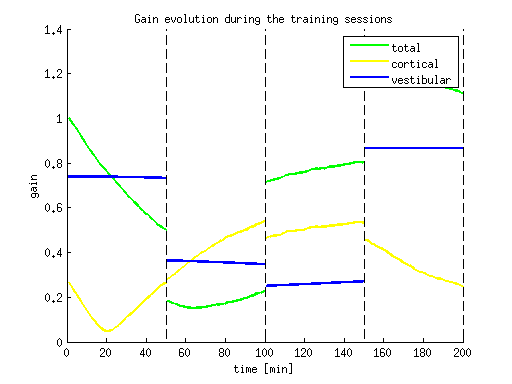 Gain evolution during the training sessions
1.4
1.2
1
0.8
0.6
0.4
0.2
0
gain
total
cortical
vestibular
0 20 40 60 80 100 120 140 160 180 200
time [min]